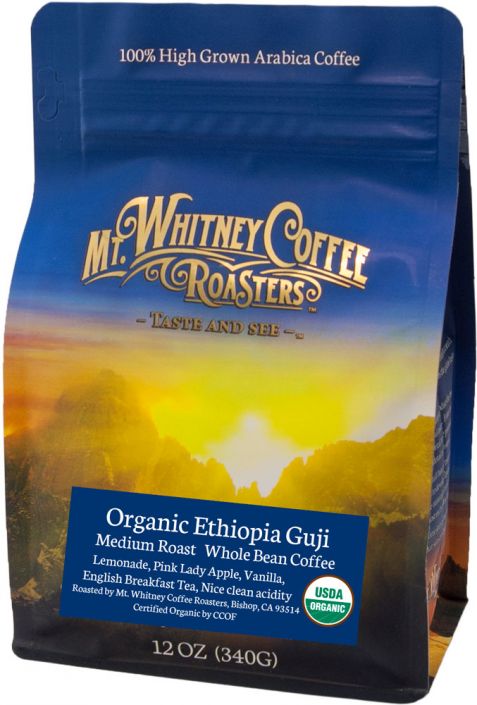 100% High Grown Arabica Coffee
Mt. Whitney Coffee
Roasters™
– Taste and see –™
Organic Ethiopia Guji
Medium Roast Whole Bean Coffee
Lemonade, Pink Lady Apple, Vanilla,
English Breakfast Tea, Nice clean acidity
Roasted by Mt. Whitney Coffee Roasters, Bishop, CA 93514
Certified Organic by CCOF
USDA
ORGANIC
12 OZ (340G)